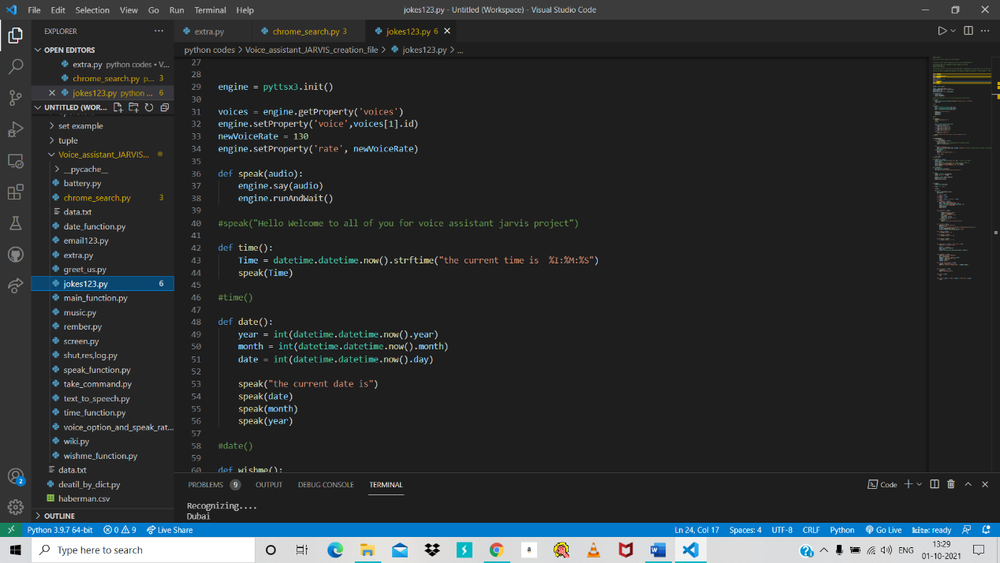 File Edit Selection View Go Run Terminal Help
jokes123.py - Untitled (Workspace) - Visual Studio Code
EXPLORER
OPEN EDITORS
extra.py python codes • V...
chrome_search.py p... 3
jokes123.py python ... 6
UNTITLED (WOR...
set example
tuple
Voice_assistant_JARVIS...
__pycache__
battery.py
chrome_search.py 3
data.txt
date_function.py
email123.py
extra.py
greet_us.py
jokes123.py 6
main_function.py
music.py
rember.py
screen.py
shut,res,log.py
speak_function.py
take_command.py
text_to_speech.py
time_function.py
voice_option_and_speak_rat...
wiki.py
wishme_function.py
data.txt
deatil_by_dict.py
haberman.csv
OUTLINE
extra.py chrome_search.py 3 jokes123.py 6
python codes > Voice_assistant_JARVIS_creation_file > jokes123.py > ...
27
28
29 engine = pyttsx3.init()
30
31 voices = engine.getProperty('voices')
32 engine.setProperty('voice',voices[1].id)
33 newVoiceRate = 130
34 engine.setProperty('rate', newVoiceRate)
35
36 def speak(audio):
37 engine.say(audio)
38 engine.runAndWait()
39
40 #speak("Hello Welcome to all of you for voice assistant jarvis project")
41
42 def time():
43 Time = datetime.datetime.now().strftime("the current time is  %I:%M:%S")
44 speak(Time)
45
46 #time()
47
48 def date():
49 year = int(datetime.datetime.now().year)
50 month = int(datetime.datetime.now().month)
51 date = int(datetime.datetime.now().day)
52
53 speak("the current date is")
54 speak(date)
55 speak(month)
56 speak(year)
57
58 #date()
59
60 def wishme():
PROBLEMS 9 OUTPUT DEBUG CONSOLE TERMINAL
Code
Recognizing....
Dubai
2
Python 3.9.7 64-bit 0 9 Live Share
Ln 24, Col 17 Spaces: 4 UTF-8 CRLF Python Go Live kite: ready
Type here to search
ENG
13:29
01-10-2021